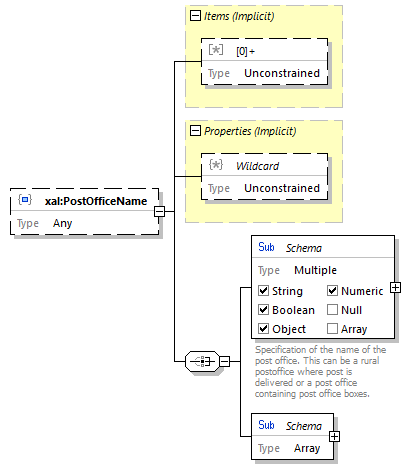 Items (Implicit)
[*] [0]+
Type Unconstrained
Properties (Implicit)
{*} Wildcard
Type Unconstrained
xal:PostOfficeName
Type Any
Sub Schema
Type Multiple
String Numeric
Boolean Null
Object Array
Specification of the name of the
post office. This can be a rural
postoffice where post is
delivered or a post office
containing post office boxes.
Sub Schema
Type Array